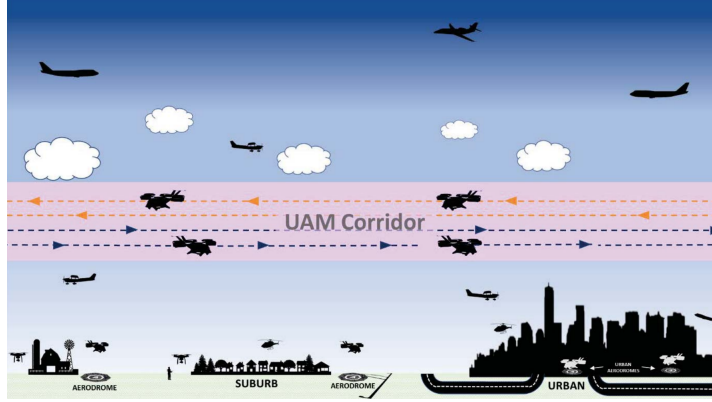 UAM Corridor
AERODROME
SUBURB
AERODROME
URBAN
AERODROMES
URBAN